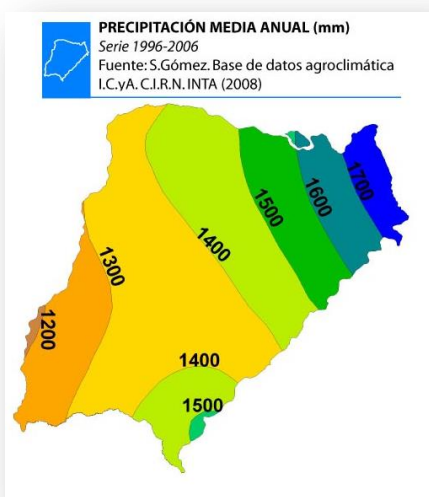 PRECIPITACIÓN MEDIA ANUAL (mm)
Serie 1996-2006
Fuente: S.Gómez. Base de datos agroclimática
I.C.yA. C.I.R.N. INTA (2008)
1700
1600
1500
1400
1300
1200
1400
1500